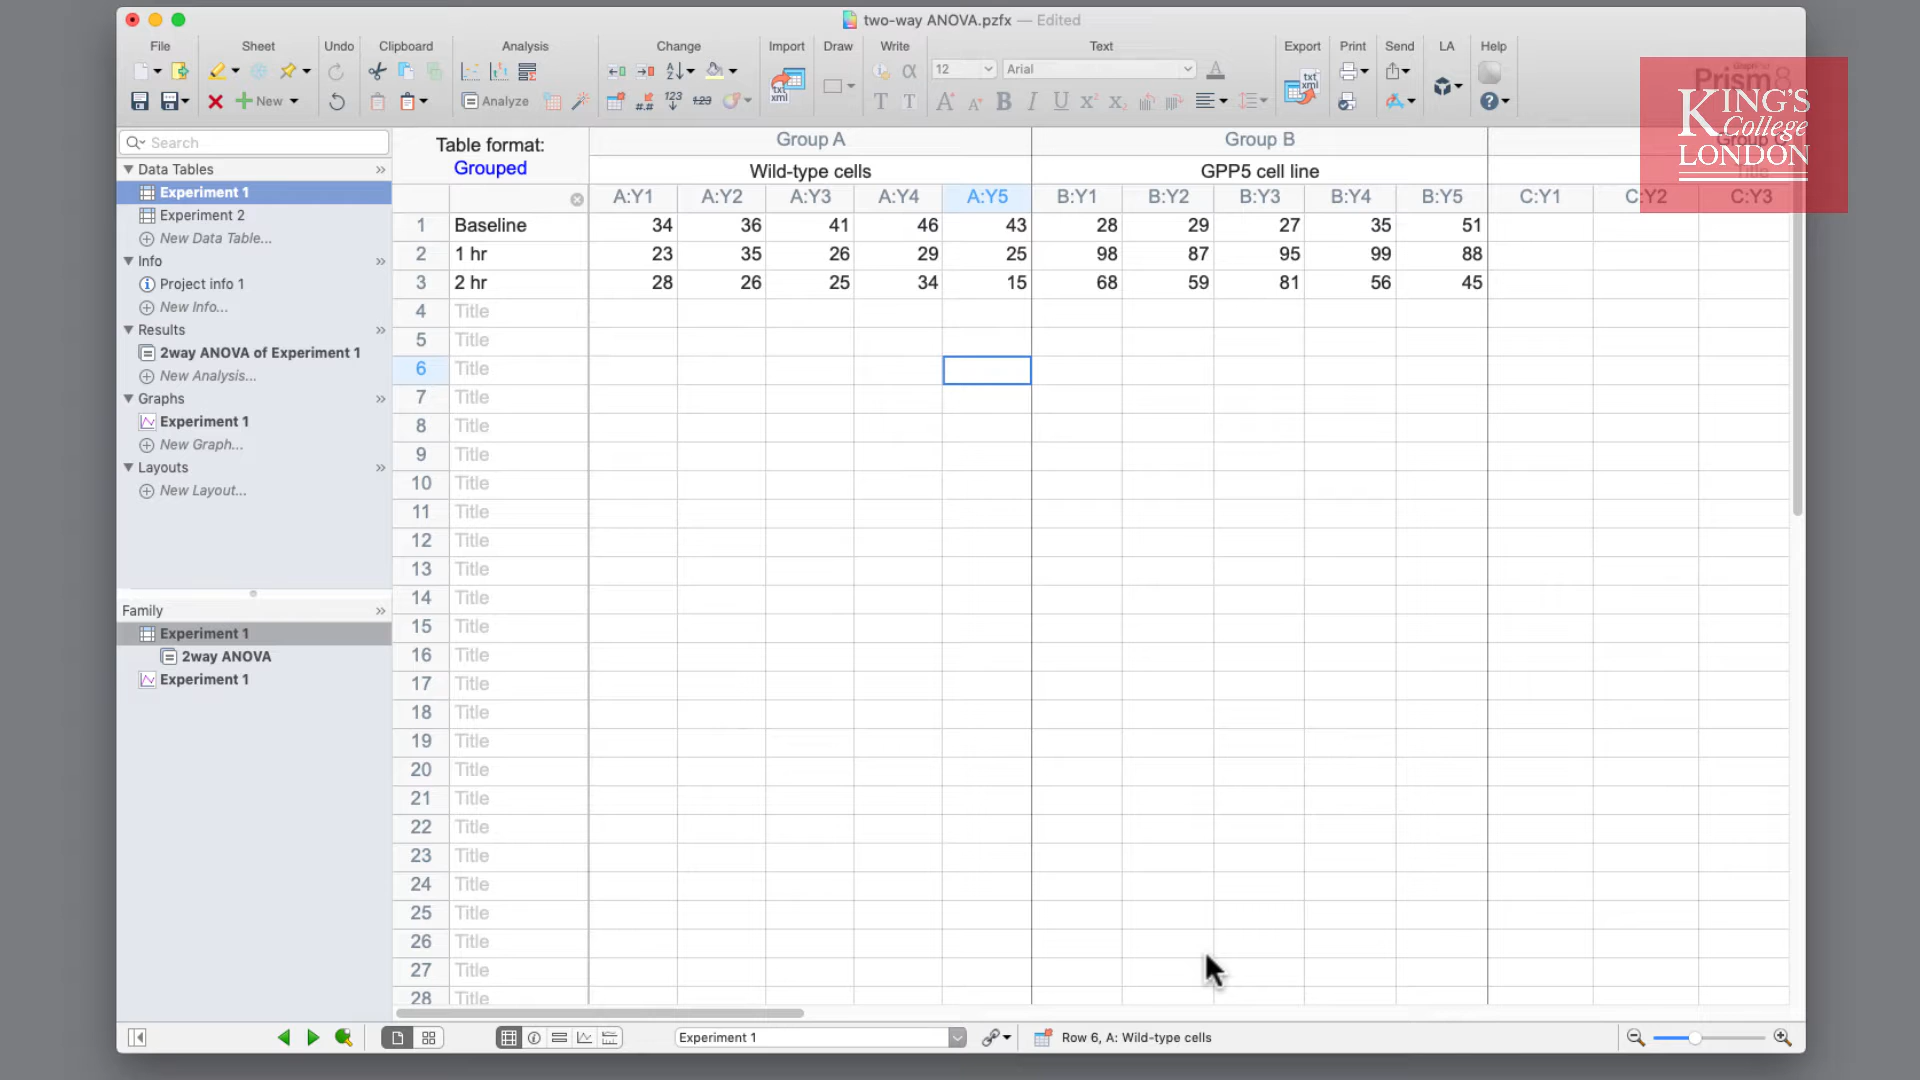 two-way ANOVA.pzfx — Edited
File Sheet Undo Clipboard Analysis Change Import Draw Write Text Export Print Send LA Help
12 Arial
New Analyze
Prism 8
KING'S
College
LONDON
Search
Data Tables
Experiment 1
Experiment 2
New Data Table...
Info
Project info 1
New Info...
Results
2way ANOVA of Experiment 1
New Analysis...
Graphs
Experiment 1
New Graph...
Layouts
New Layout...
Family
Experiment 1
2way ANOVA
Experiment 1
Table format:
Grouped
Group A Group B
Wild-type cells GPP5 cell line Title
A:Y1 A:Y2 A:Y3 A:Y4 A:Y5 B:Y1 B:Y2 B:Y3 B:Y4 B:Y5 C:Y1 C:Y2 C:Y3
1 Baseline 34 36 41 46 43 28 29 27 35 51
2 1 hr 23 35 26 29 25 98 87 95 99 88
3 2 hr 28 26 25 34 15 68 59 81 56 45
4 Title
5 Title
6 Title
7 Title
8 Title
9 Title
10 Title
11 Title
12 Title
13 Title
14 Title
15 Title
16 Title
17 Title
18 Title
19 Title
20 Title
21 Title
22 Title
23 Title
24 Title
25 Title
26 Title
27 Title
28 Title
Experiment 1 Row 6, A: Wild-type cells